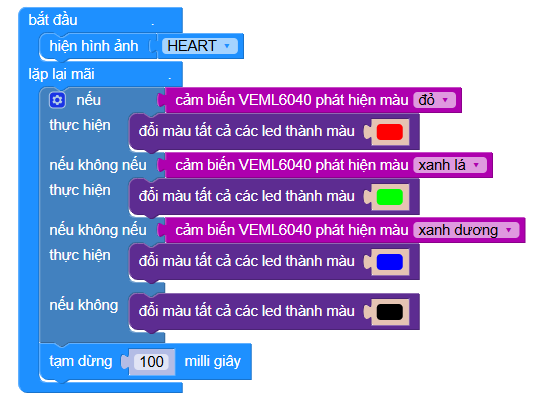 bắt đầu .
hiện hình ảnh HEART
lặp lại mãi .
nếu cảm biến VEML6040 phát hiện màu đỏ
thực hiện đổi màu tất cả các led thành màu
nếu không nếu cảm biến VEML6040 phát hiện màu xanh lá
thực hiện đổi màu tất cả các led thành màu
nếu không nếu cảm biến VEML6040 phát hiện màu xanh dương
thực hiện đổi màu tất cả các led thành màu
nếu không đổi màu tất cả các led thành màu
tạm dừng 100 milli giây